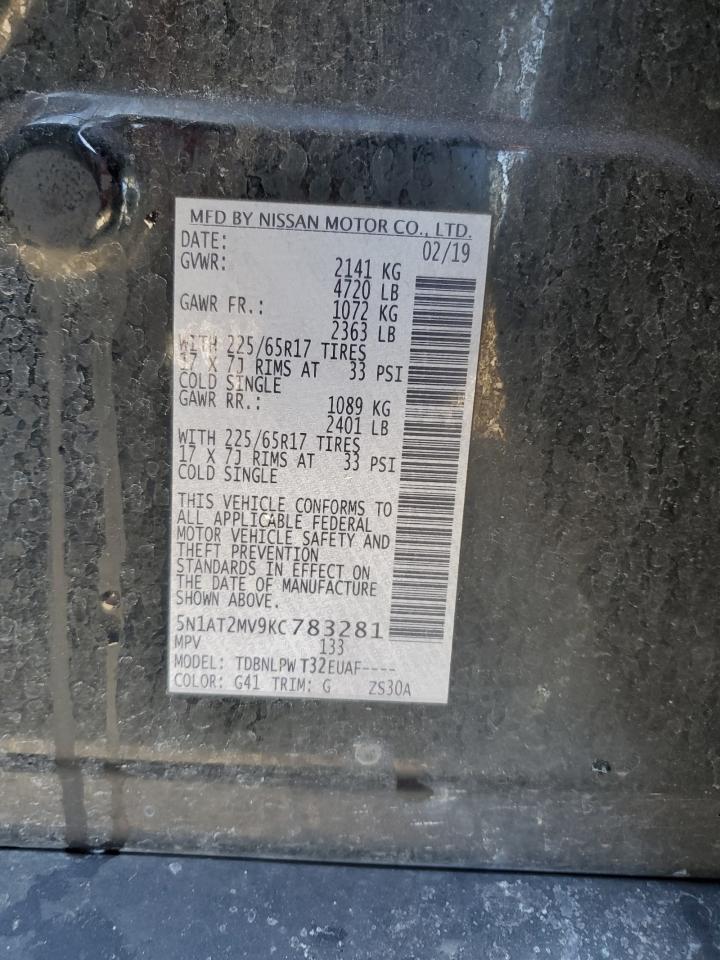 MFD BY NISSAN MOTOR CO., LTD.
DATE: 02/19
GVWR: 2141 KG
4720 LB
GAWR FR.: 1072 KG
2363 LB
WITH 225/65R17 TIRES
17 X 7J RIMS AT 33 PSI
COLD SINGLE
GAWR RR.: 1089 KG
2401 LB
WITH 225/65R17 TIRES
17 X 7J RIMS AT 33 PSI
COLD SINGLE
THIS VEHICLE CONFORMS TO
ALL APPLICABLE FEDERAL
MOTOR VEHICLE SAFETY AND
THEFT PREVENTION
STANDARDS IN EFFECT ON
THE DATE OF MANUFACTURE
SHOWN ABOVE.
5N1AT2MV9KC783281
MPV 133
MODEL: TDBNLPW T32EUAF----
COLOR: G41 TRIM: G ZS30A